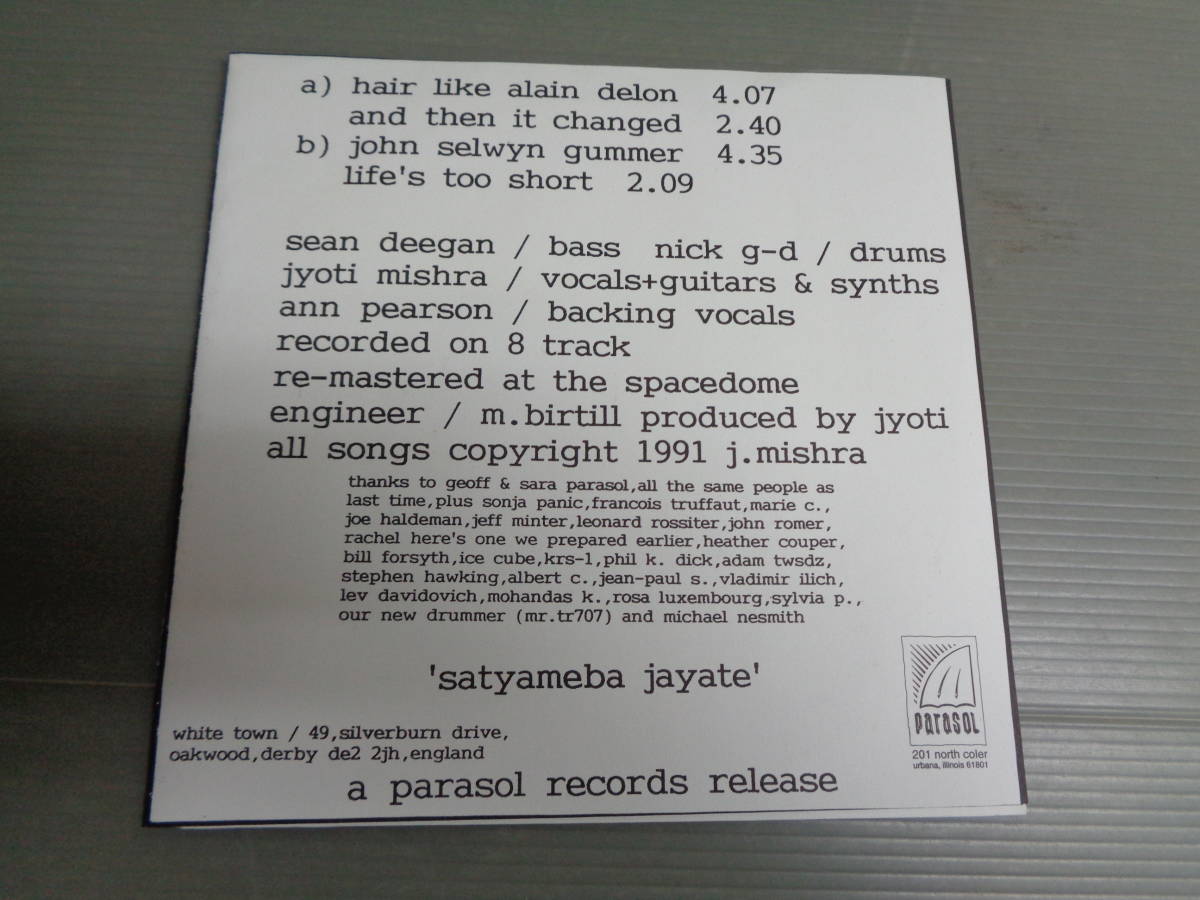 a) hair like alain delon 4.07
and then it changed 2.40
b) john selwyn gummer 4.35
life's too short 2.09
sean deegan / bass nick g-d / drums
jyoti mishra / vocals+guitars & synths
ann pearson / backing vocals
recorded on 8 track
re-mastered at the spacedome
engineer / m.birtill produced by jyoti
all songs copyright 1991 j.mishra
thanks to geoff & sara parasol,all the same people as
last time,plus sonja panic,francois truffaut,marie c.,
joe haldeman,jeff minter,leonard rossiter,john romer,
rachel here's one we prepared earlier,heather couper,
bill forsyth,ice cube,krs-1,phil k. dick,adam twsdz,
stephen hawking,albert c.,jean-paul s.,vladimir ilich,
lev davidovich,mohandas k.,rosa luxembourg,sylvia p.,
our new drummer (mr.tr707) and michael nesmith
'satyameba jayate'
white town / 49,silverburn drive,
oakwood,derby de2 2jh,england
a parasol records release
parasol
201 north coler
urbana, illinois 61801